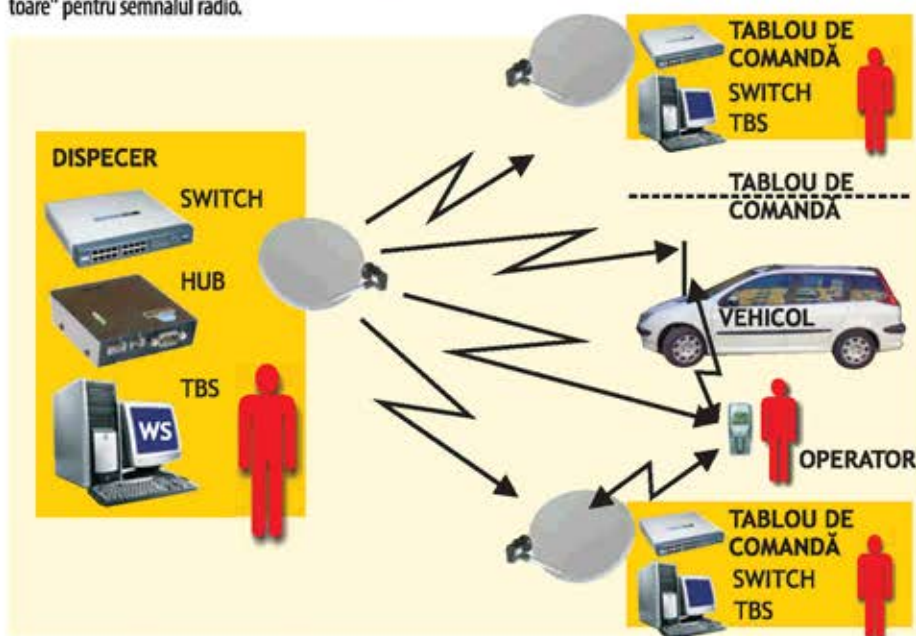 toare" pentru semnalul radio.
TABLOU DE
COMANDĂ
SWITCH
TBS
DISPECER
SWITCH
HUB
TBS
WS
TABLOU DE
COMANDĂ
VEHICOL
OPERATOR
TABLOU DE
COMANDĂ
SWITCH
TBS